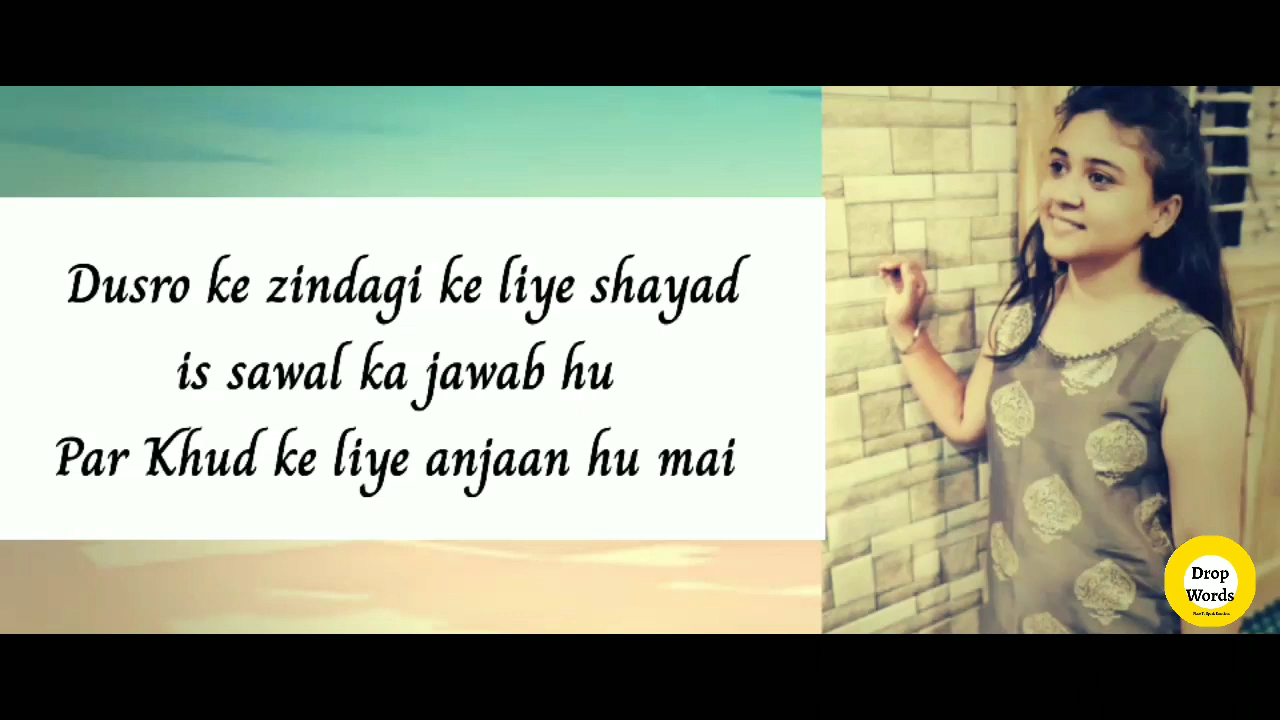 Dusro ke zindagi ke liye shayad
is sawal ka jawab hu
Par Khud ke liye anjaan hu mai
Drop
Words